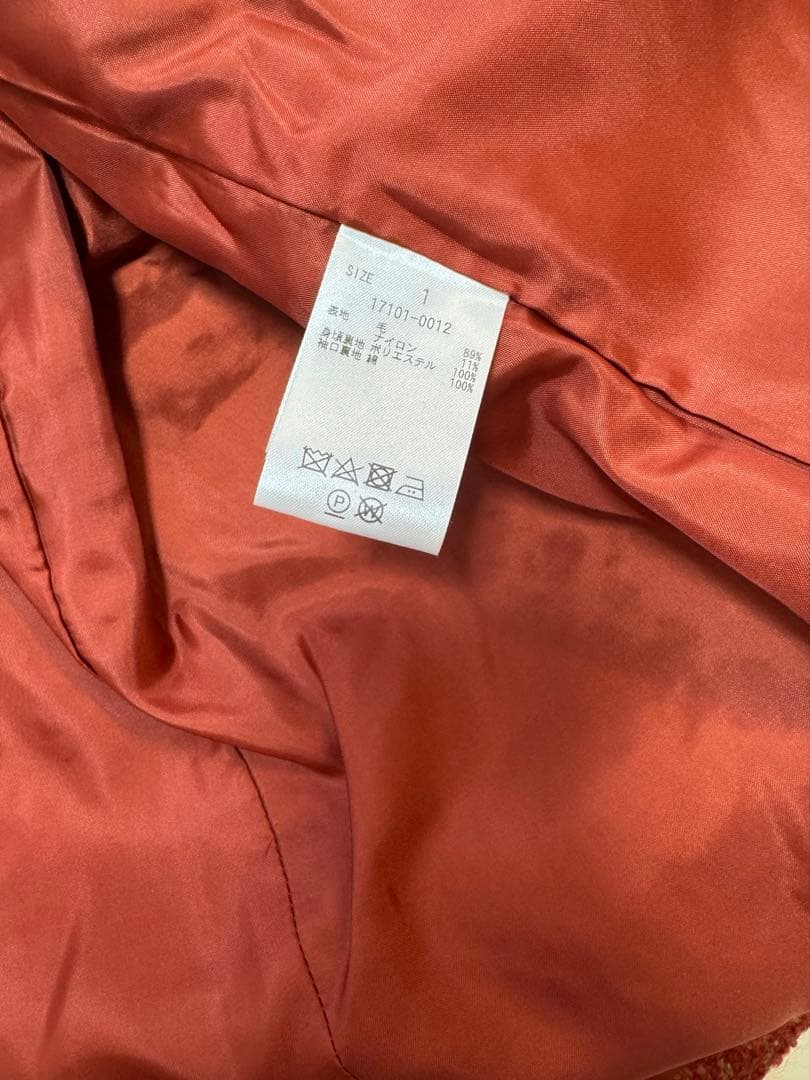 SIZE 1
17101-0012
表地 毛 89%
ナイロン 11%
身頃裏地 ポリエステル 100%
袖口裏地 綿 100%
P W